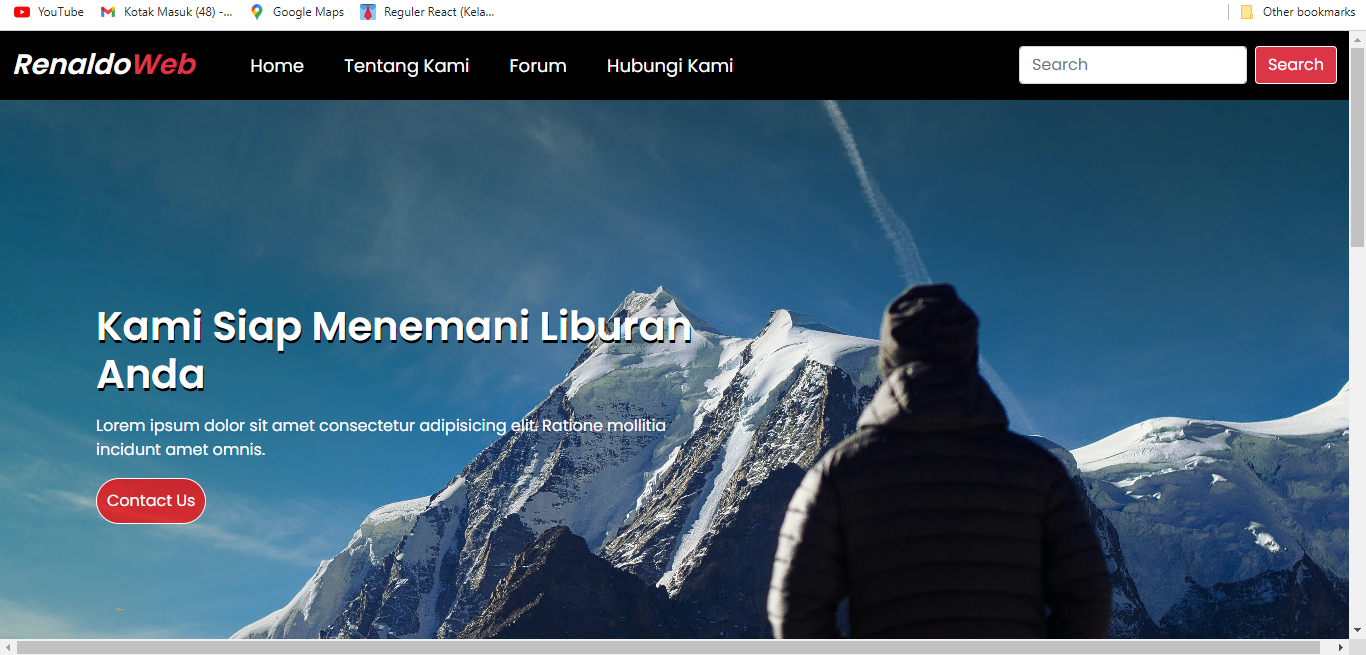 YouTube Kotak Masuk (48) -... Google Maps Reguler React (Kela... Other bookmarks
RenaldoWeb Home Tentang Kami Forum Hubungi Kami Search Search
Kami Siap Menemani Liburan
Anda
Lorem ipsum dolor sit amet consectetur adipisicing elit. Ratione mollitia
incidunt amet omnis.
Contact Us